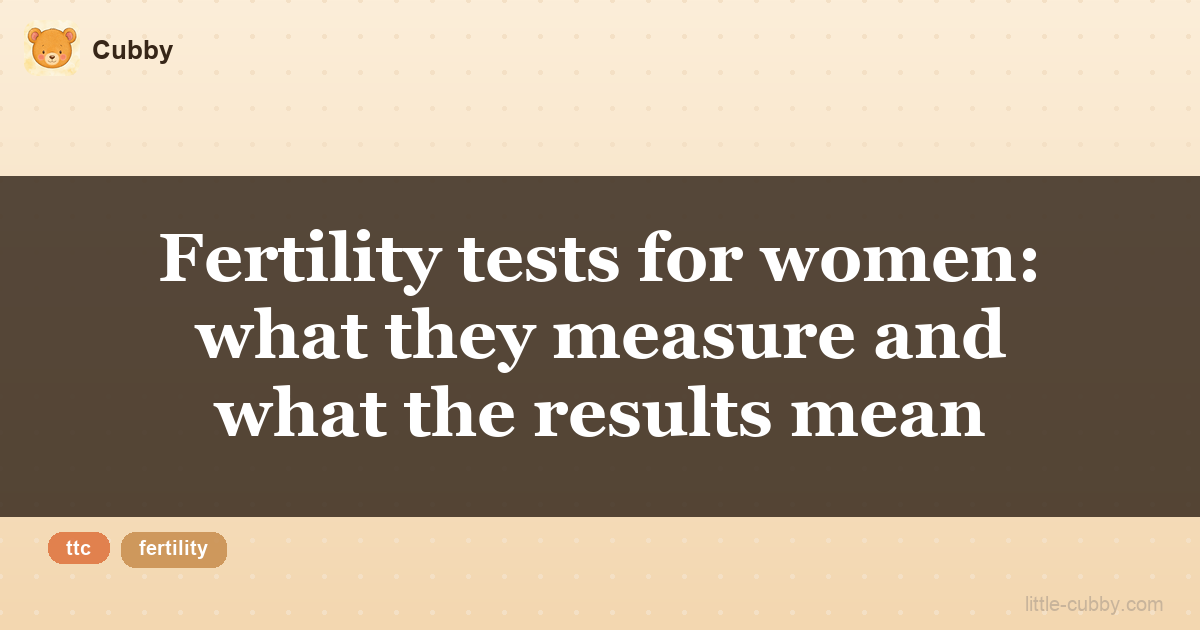 Cubby
Fertility tests for women:
what they measure and
what the results mean
ttc
fertility
little-cubby.com